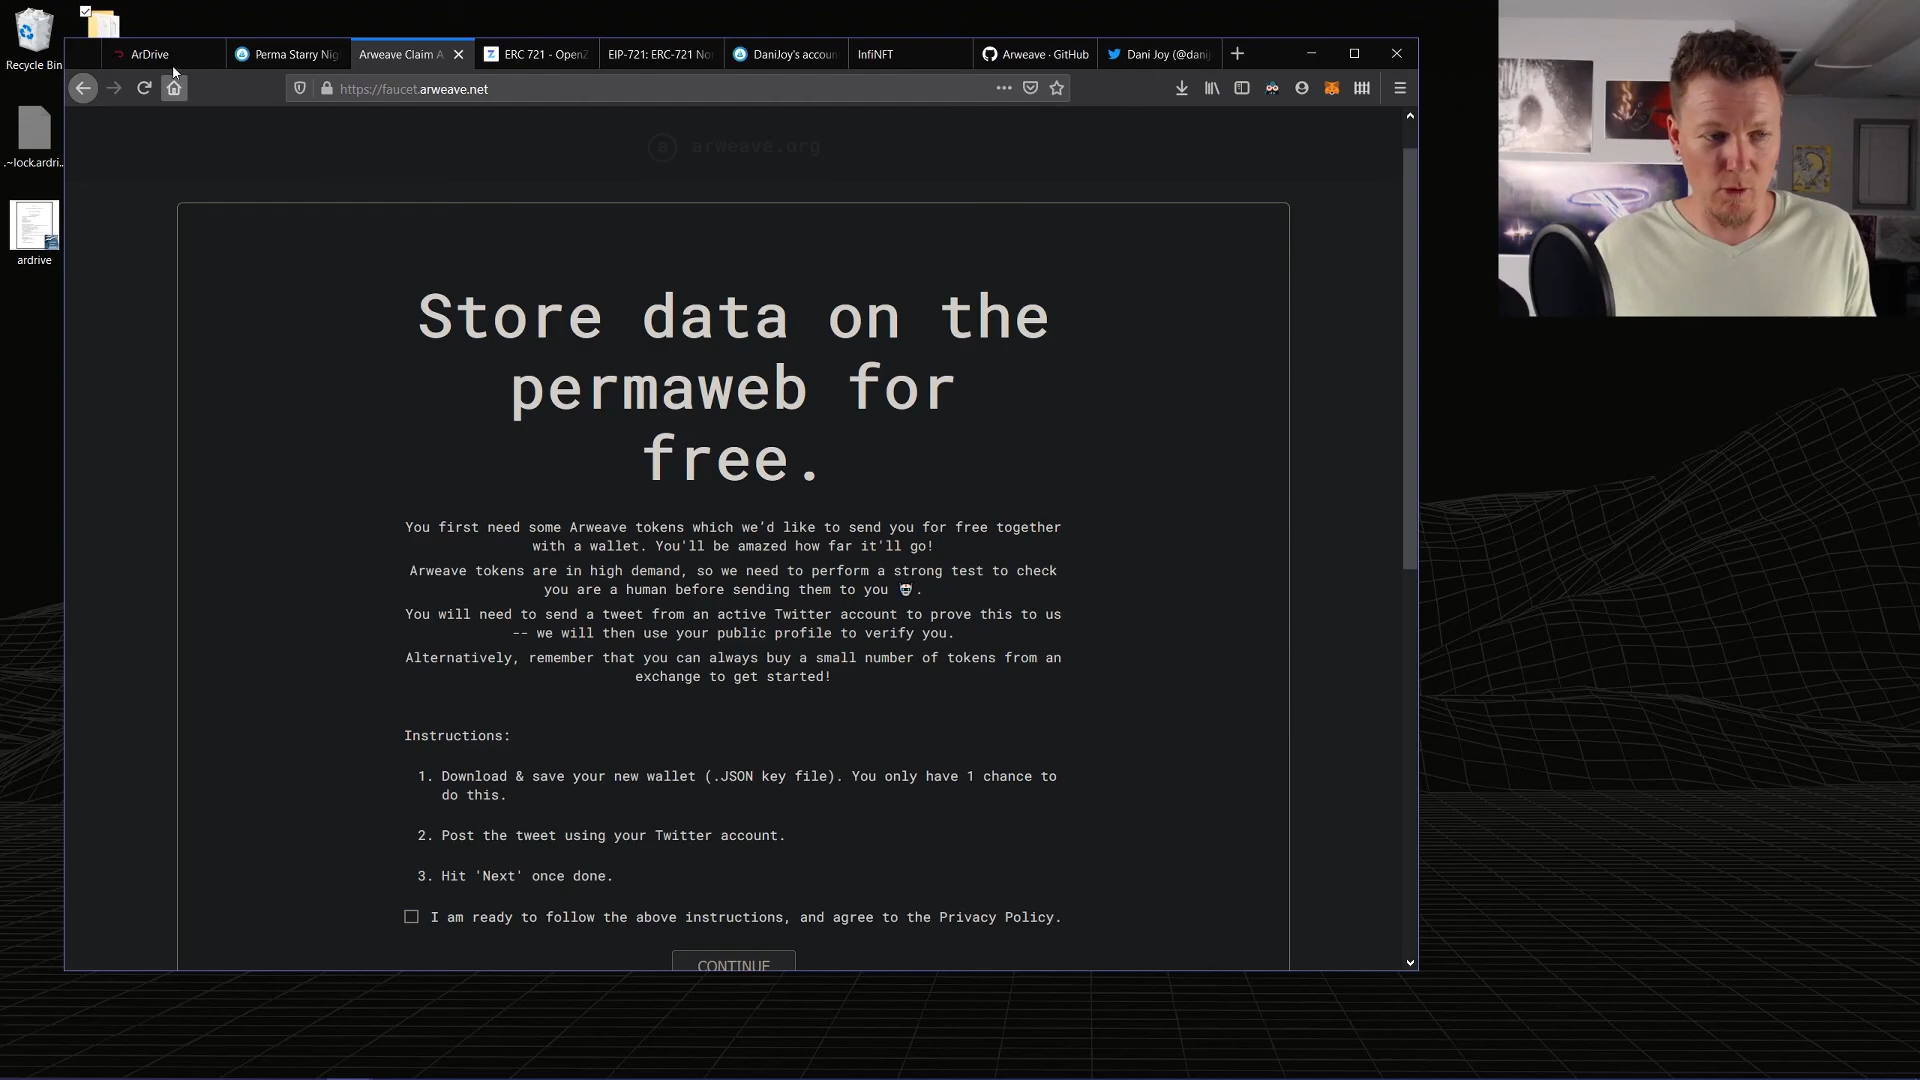 Recycle Bin
.~lock.ardri...
ardrive
ArDrive
Perma Starry Nig
Arweave Claim A
ERC 721 - OpenZ
EIP-721: ERC-721 No
DaniJoy's accoun
InfiNFT
Arweave · GitHub
Dani Joy (@danij
https://faucet.arweave.net
arweave.org
Store data on the
permaweb for
free.
You first need some Arweave tokens which we’d like to send you for free together
with a wallet. You'll be amazed how far it'll go!
Arweave tokens are in high demand, so we need to perform a strong test to check
you are a human before sending them to you 🤖.
You will need to send a tweet from an active Twitter account to prove this to us
-- we will then use your public profile to verify you.
Alternatively, remember that you can always buy a small number of tokens from an
exchange to get started!
Instructions:
1. Download & save your new wallet (.JSON key file). You only have 1 chance to
do this.
2. Post the tweet using your Twitter account.
3. Hit 'Next' once done.
I am ready to follow the above instructions, and agree to the Privacy Policy.
CONTINUE